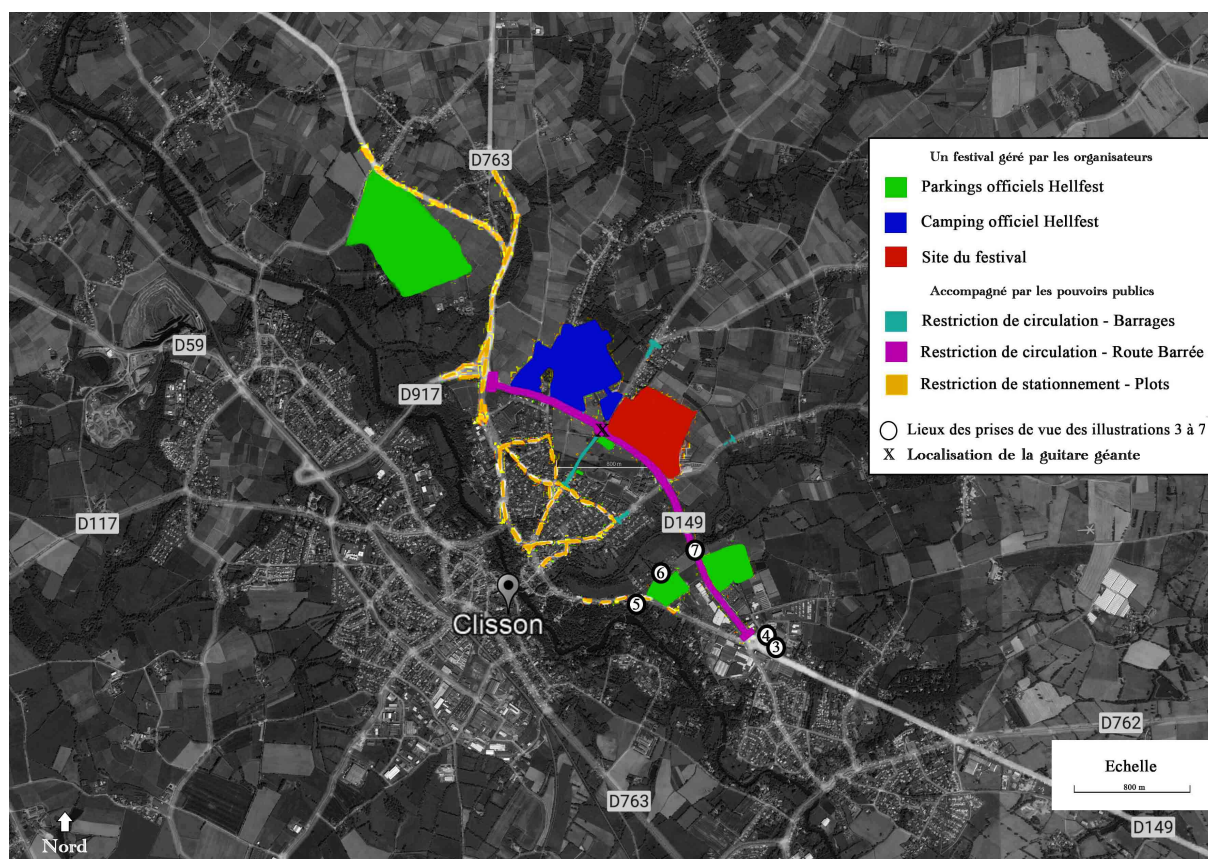 D763
Un festival géré par les organisateurs
Parkings officiels Hellfest
Camping officiel Hellfest
Site du festival
Accompagné par les pouvoirs publics
Restriction de circulation - Barrages
Restriction de circulation - Route Barrée
Restriction de stationnement - Plots
Lieux des prises de vue des illustrations 3 à 7
X Localisation de la guitare géante
D59
D917
X
800 m
D117
D149
7
6
5
Clisson
4
3
D762
Echelle
800 m
D763
D149
Nord